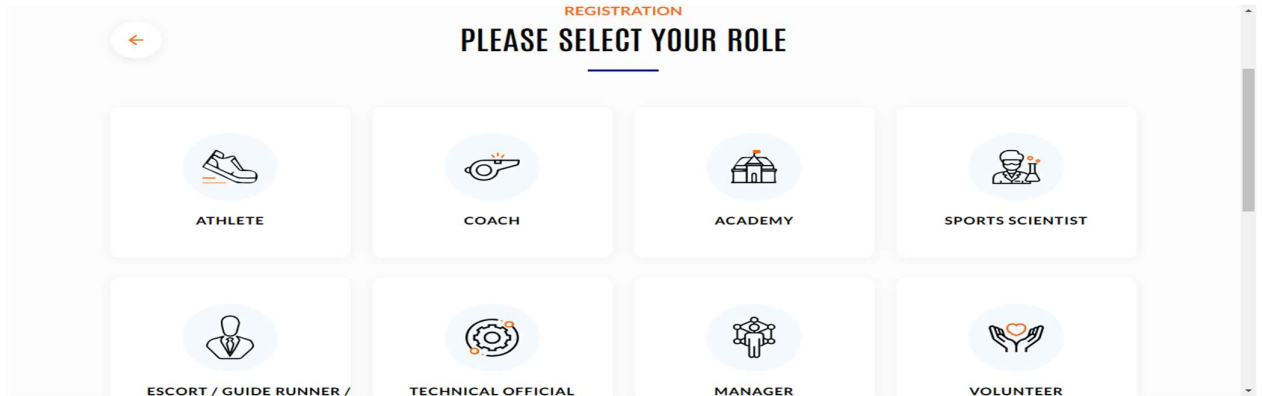 REGISTRATION
PLEASE SELECT YOUR ROLE
ATHLETE
COACH
ACADEMY
SPORTS SCIENTIST
ESCORT / GUIDE RUNNER /
TECHNICAL OFFICIAL
MANAGER
VOLUNTEER